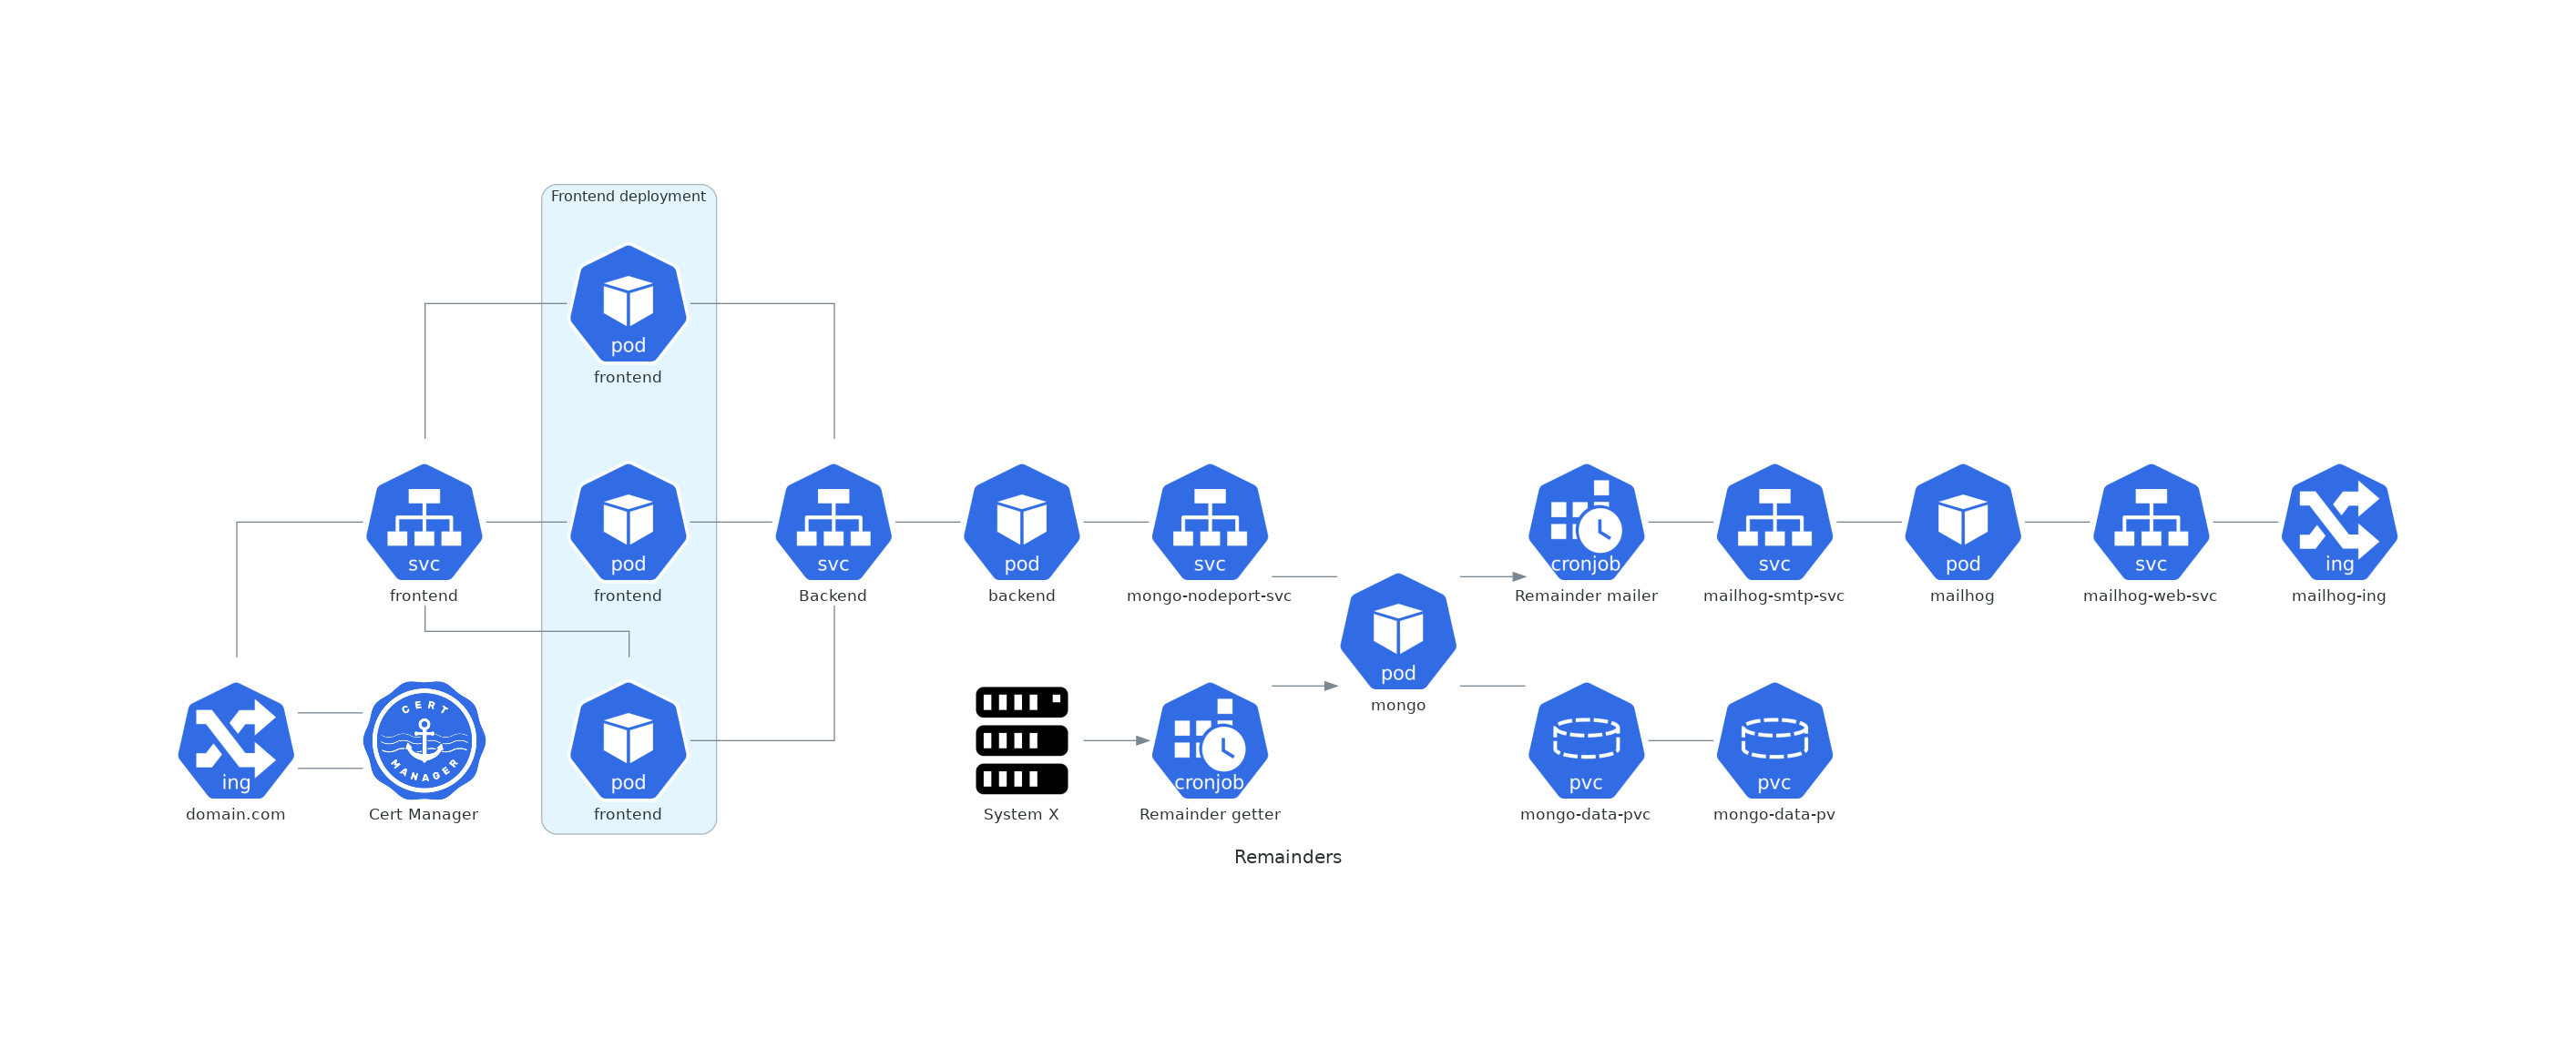 Frontend deployment
pod
frontend
svc
frontend
pod
frontend
svc
Backend
pod
backend
svc
mongo-nodeport-svc
cronjob
Remainder mailer
svc
mailhog-smtp-svc
pod
mailhog
svc
mailhog-web-svc
ing
mailhog-ing
pod
mongo
ing
domain.com
CERT
MANAGER
Cert Manager
pod
frontend
System X
cronjob
Remainder getter
pvc
mongo-data-pvc
pvc
mongo-data-pv
Remainders